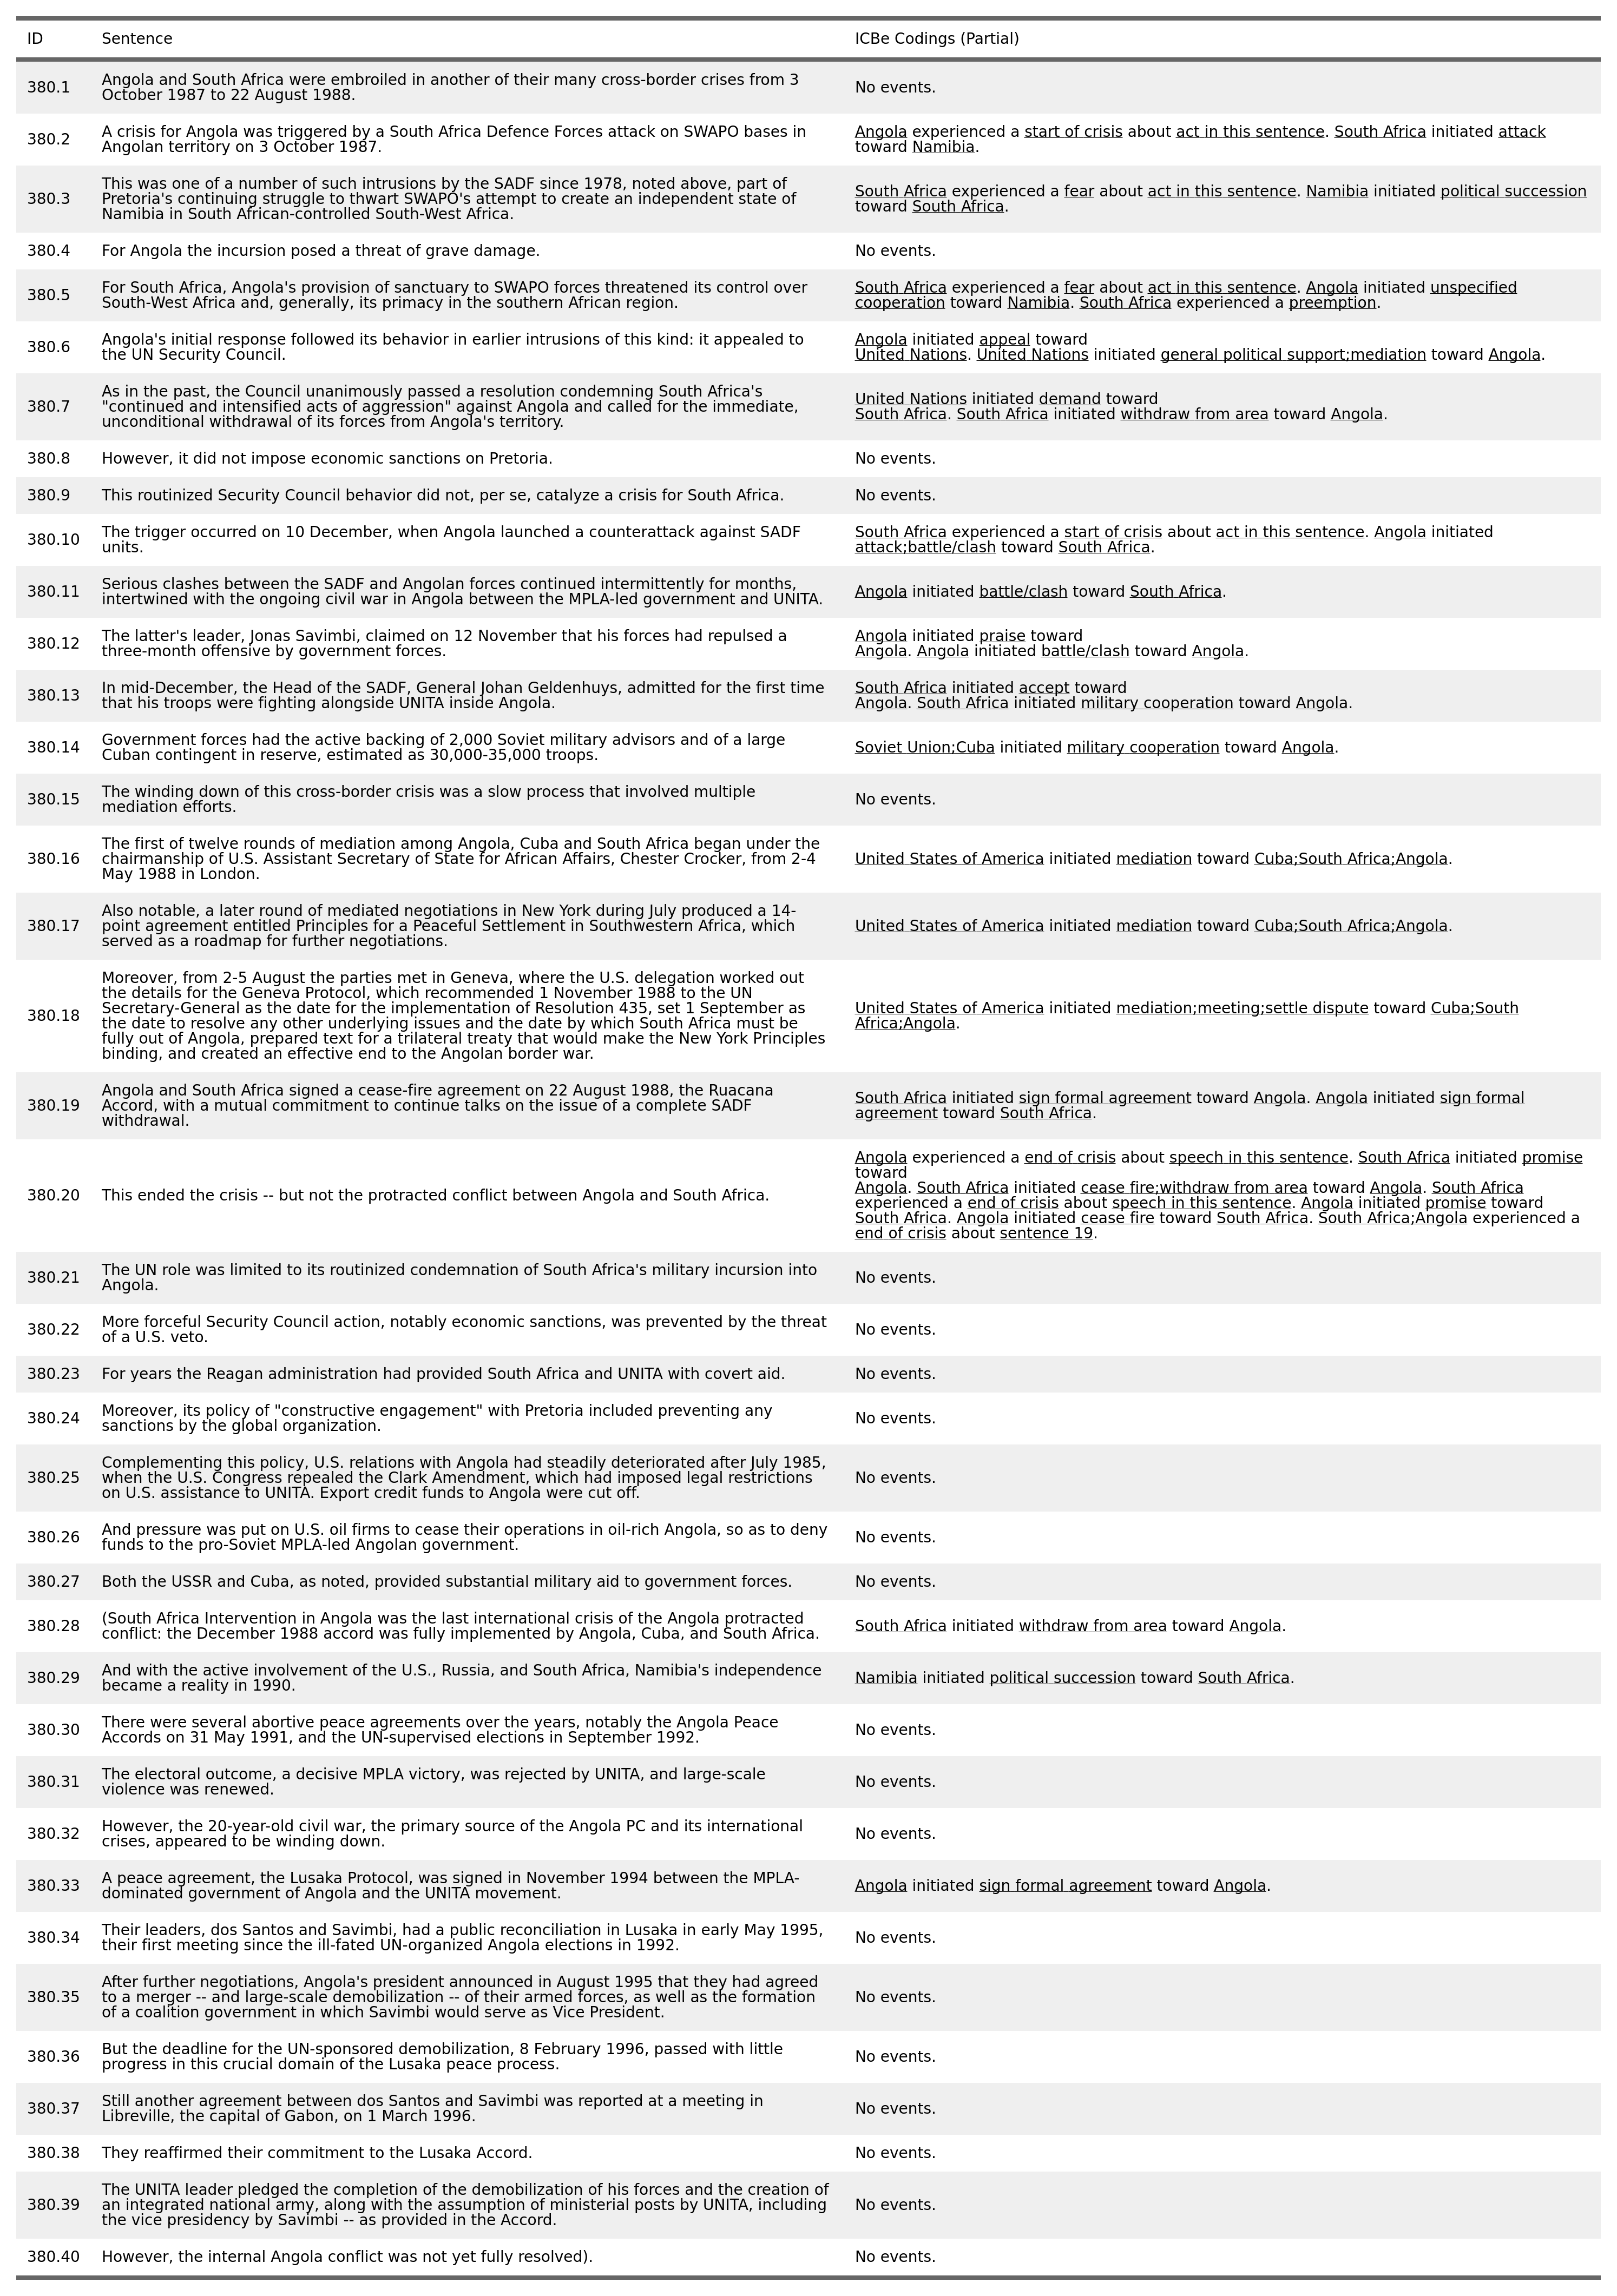 ID Sentence ICBe Codings (Partial)
380.1 Angola and South Africa were embroiled in another of their many cross-border crises from 3
October 1987 to 22 August 1988.
No events.
380.2 A crisis for Angola was triggered by a South Africa Defence Forces attack on SWAPO bases in
Angolan territory on 3 October 1987.
Angola experienced a start of crisis about act in this sentence. South Africa initiated attack
toward Namibia.
380.3 This was one of a number of such intrusions by the SADF since 1978, noted above, part of
Pretoria's continuing struggle to thwart SWAPO's attempt to create an independent state of
Namibia in South African-controlled South-West Africa.
South Africa experienced a fear about act in this sentence. Namibia initiated political succession
toward South Africa.
380.4 For Angola the incursion posed a threat of grave damage.
No events.
380.5 For South Africa, Angola's provision of sanctuary to SWAPO forces threatened its control over
South-West Africa and, generally, its primacy in the southern African region.
South Africa experienced a fear about act in this sentence. Angola initiated unspecified
cooperation toward Namibia. South Africa experienced a preemption.
380.6 Angola's initial response followed its behavior in earlier intrusions of this kind: it appealed to
the UN Security Council.
Angola initiated appeal toward
United Nations. United Nations initiated general political support;mediation toward Angola.
380.7 As in the past, the Council unanimously passed a resolution condemning South Africa's
"continued and intensified acts of aggression" against Angola and called for the immediate,
unconditional withdrawal of its forces from Angola's territory.
United Nations initiated demand toward
South Africa. South Africa initiated withdraw from area toward Angola.
380.8 However, it did not impose economic sanctions on Pretoria.
No events.
380.9 This routinized Security Council behavior did not, per se, catalyze a crisis for South Africa.
No events.
380.10 The trigger occurred on 10 December, when Angola launched a counterattack against SADF
units.
South Africa experienced a start of crisis about act in this sentence. Angola initiated
attack;battle/clash toward South Africa.
380.11 Serious clashes between the SADF and Angolan forces continued intermittently for months,
intertwined with the ongoing civil war in Angola between the MPLA-led government and UNITA.
Angola initiated battle/clash toward South Africa.
380.12 The latter's leader, Jonas Savimbi, claimed on 12 November that his forces had repulsed a
three-month offensive by government forces.
Angola initiated praise toward
Angola. Angola initiated battle/clash toward Angola.
380.13 In mid-December, the Head of the SADF, General Johan Geldenhuys, admitted for the first time
that his troops were fighting alongside UNITA inside Angola.
South Africa initiated accept toward
Angola. South Africa initiated military cooperation toward Angola.
380.14 Government forces had the active backing of 2,000 Soviet military advisors and of a large
Cuban contingent in reserve, estimated as 30,000-35,000 troops.
Soviet Union;Cuba initiated military cooperation toward Angola.
380.15 The winding down of this cross-border crisis was a slow process that involved multiple
mediation efforts.
No events.
380.16 The first of twelve rounds of mediation among Angola, Cuba and South Africa began under the
chairmanship of U.S. Assistant Secretary of State for African Affairs, Chester Crocker, from 2-4
May 1988 in London.
United States of America initiated mediation toward Cuba;South Africa;Angola.
380.17 Also notable, a later round of mediated negotiations in New York during July produced a 14-
point agreement entitled Principles for a Peaceful Settlement in Southwestern Africa, which
served as a roadmap for further negotiations.
United States of America initiated mediation toward Cuba;South Africa;Angola.
380.18 Moreover, from 2-5 August the parties met in Geneva, where the U.S. delegation worked out
the details for the Geneva Protocol, which recommended 1 November 1988 to the UN
Secretary-General as the date for the implementation of Resolution 435, set 1 September as
the date to resolve any other underlying issues and the date by which South Africa must be
fully out of Angola, prepared text for a trilateral treaty that would make the New York Principles
binding, and created an effective end to the Angolan border war.
United States of America initiated mediation;meeting;settle dispute toward Cuba;South
Africa;Angola.
380.19 Angola and South Africa signed a cease-fire agreement on 22 August 1988, the Ruacana
Accord, with a mutual commitment to continue talks on the issue of a complete SADF
withdrawal.
South Africa initiated sign formal agreement toward Angola. Angola initiated sign formal
agreement toward South Africa.
380.20 This ended the crisis -- but not the protracted conflict between Angola and South Africa.
Angola experienced a end of crisis about speech in this sentence. South Africa initiated promise
toward
Angola. South Africa initiated cease fire;withdraw from area toward Angola. South Africa
experienced a end of crisis about speech in this sentence. Angola initiated promise toward
South Africa. Angola initiated cease fire toward South Africa. South Africa;Angola experienced a
end of crisis about sentence 19.
380.21 The UN role was limited to its routinized condemnation of South Africa's military incursion into
Angola.
No events.
380.22 More forceful Security Council action, notably economic sanctions, was prevented by the threat
of a U.S. veto.
No events.
380.23 For years the Reagan administration had provided South Africa and UNITA with covert aid.
No events.
380.24 Moreover, its policy of "constructive engagement" with Pretoria included preventing any
sanctions by the global organization.
No events.
380.25 Complementing this policy, U.S. relations with Angola had steadily deteriorated after July 1985,
when the U.S. Congress repealed the Clark Amendment, which had imposed legal restrictions
on U.S. assistance to UNITA. Export credit funds to Angola were cut off.
No events.
380.26 And pressure was put on U.S. oil firms to cease their operations in oil-rich Angola, so as to deny
funds to the pro-Soviet MPLA-led Angolan government.
No events.
380.27 Both the USSR and Cuba, as noted, provided substantial military aid to government forces.
No events.
380.28 (South Africa Intervention in Angola was the last international crisis of the Angola protracted
conflict: the December 1988 accord was fully implemented by Angola, Cuba, and South Africa.
South Africa initiated withdraw from area toward Angola.
380.29 And with the active involvement of the U.S., Russia, and South Africa, Namibia's independence
became a reality in 1990.
Namibia initiated political succession toward South Africa.
380.30 There were several abortive peace agreements over the years, notably the Angola Peace
Accords on 31 May 1991, and the UN-supervised elections in September 1992.
No events.
380.31 The electoral outcome, a decisive MPLA victory, was rejected by UNITA, and large-scale
violence was renewed.
No events.
380.32 However, the 20-year-old civil war, the primary source of the Angola PC and its international
crises, appeared to be winding down.
No events.
380.33 A peace agreement, the Lusaka Protocol, was signed in November 1994 between the MPLA-
dominated government of Angola and the UNITA movement.
Angola initiated sign formal agreement toward Angola.
380.34 Their leaders, dos Santos and Savimbi, had a public reconciliation in Lusaka in early May 1995,
their first meeting since the ill-fated UN-organized Angola elections in 1992.
No events.
380.35 After further negotiations, Angola's president announced in August 1995 that they had agreed
to a merger -- and large-scale demobilization -- of their armed forces, as well as the formation
of a coalition government in which Savimbi would serve as Vice President.
No events.
380.36 But the deadline for the UN-sponsored demobilization, 8 February 1996, passed with little
progress in this crucial domain of the Lusaka peace process.
No events.
380.37 Still another agreement between dos Santos and Savimbi was reported at a meeting in
Libreville, the capital of Gabon, on 1 March 1996.
No events.
380.38 They reaffirmed their commitment to the Lusaka Accord.
No events.
380.39 The UNITA leader pledged the completion of the demobilization of his forces and the creation of
an integrated national army, along with the assumption of ministerial posts by UNITA, including
the vice presidency by Savimbi -- as provided in the Accord.
No events.
380.40 However, the internal Angola conflict was not yet fully resolved).
No events.